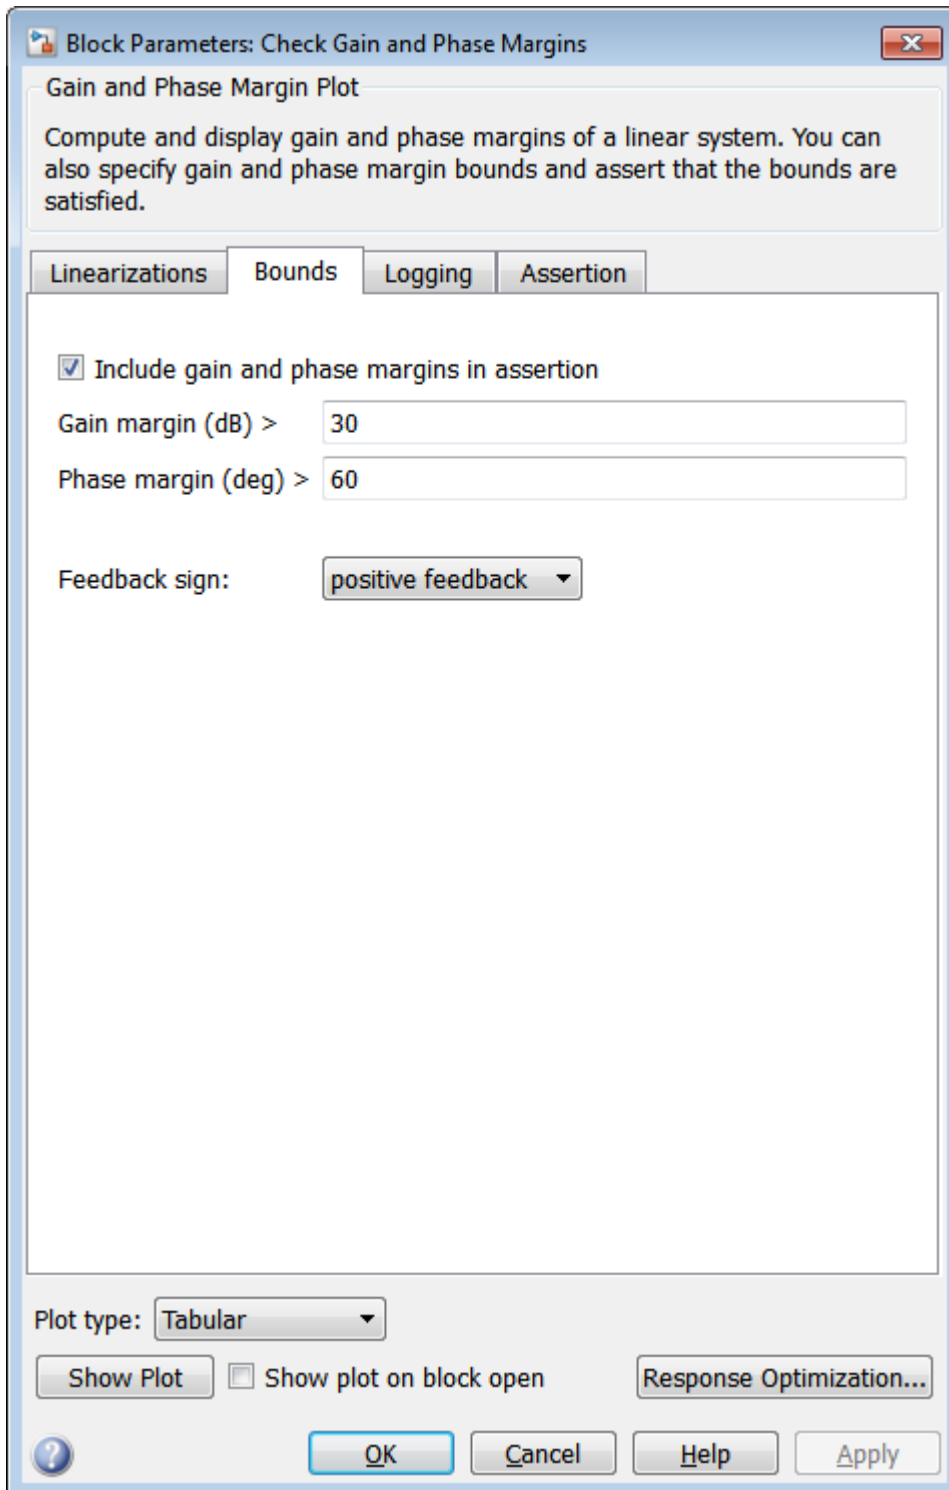 Block Parameters: Check Gain and Phase Margins
Gain and Phase Margin Plot
Compute and display gain and phase margins of a linear system. You can
also specify gain and phase margin bounds and assert that the bounds are
satisfied.
Linearizations Bounds Logging Assertion
Include gain and phase margins in assertion
Gain margin (dB) > 30
Phase margin (deg) > 60
Feedback sign: positive feedback
Plot type: Tabular
Show Plot Show plot on block open Response Optimization...
? OK Cancel Help Apply